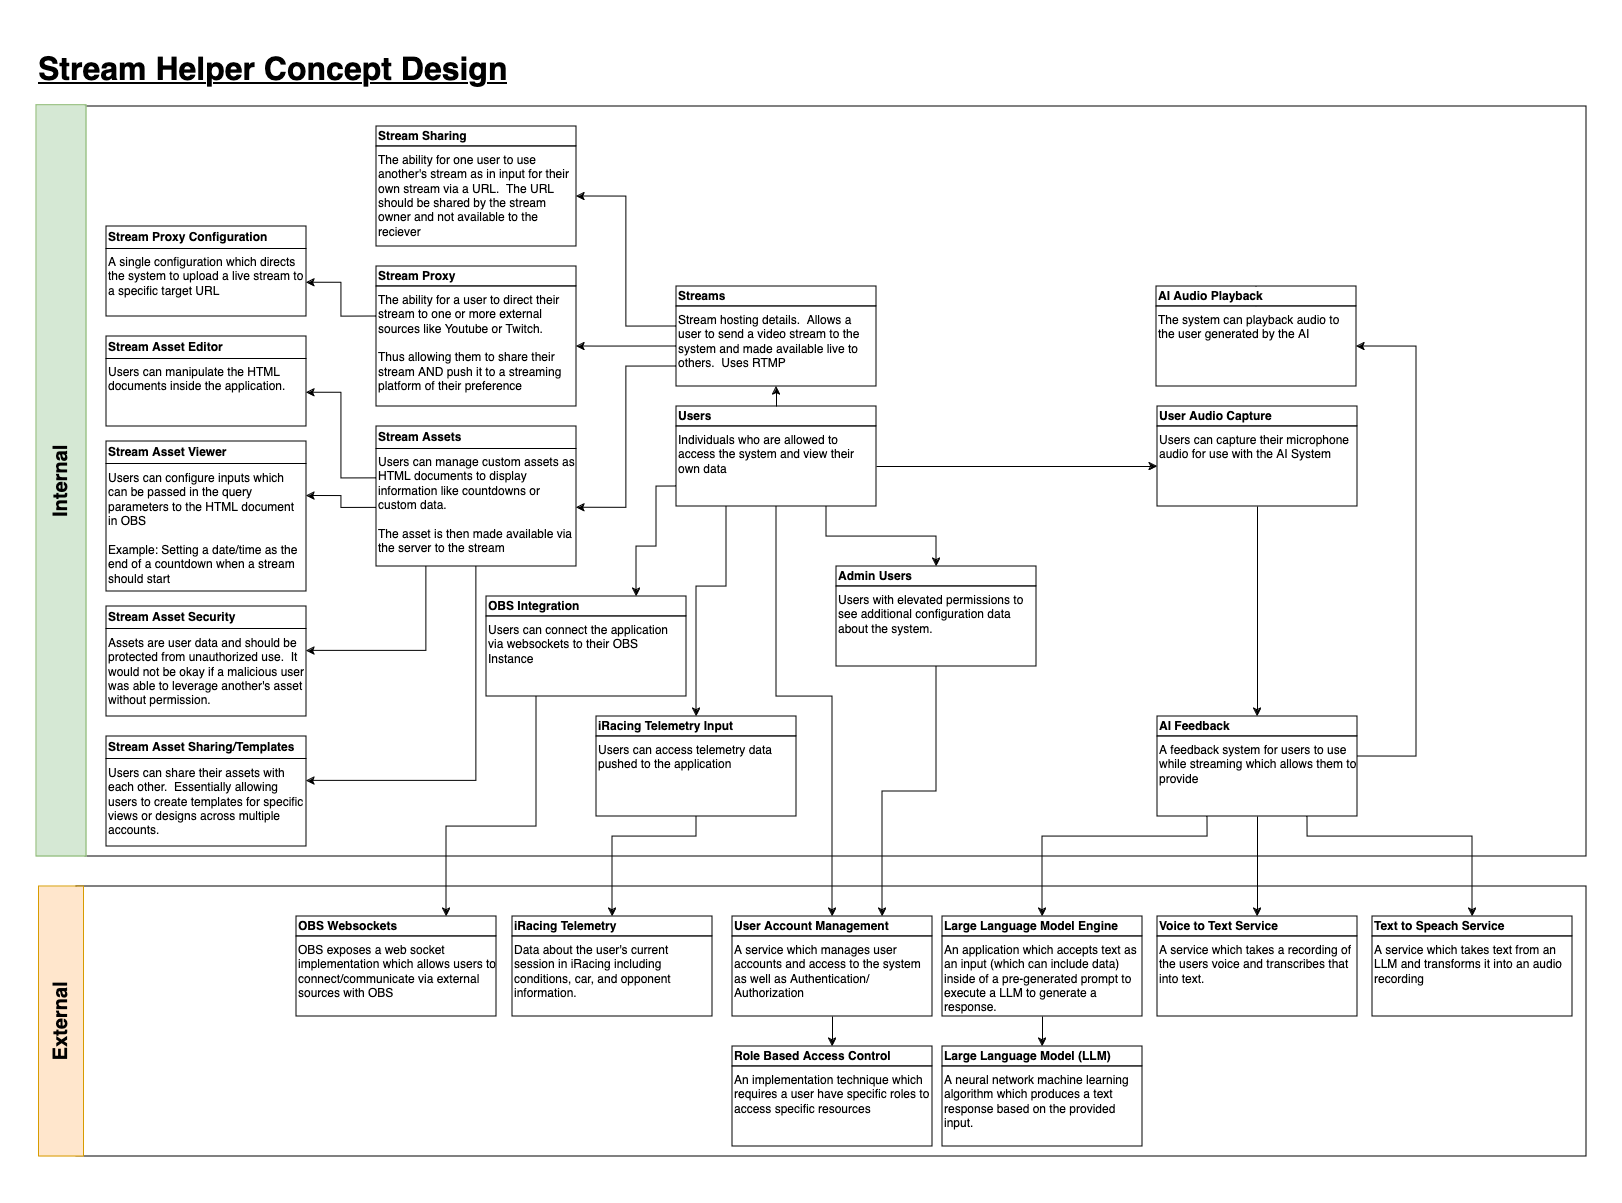 Stream Helper Concept Design
Internal
Stream Sharing
The ability for one user to use
another's stream as in input for their
own stream via a URL.  The URL
should be shared by the stream
owner and not available to the
reciever
Stream Proxy Configuration
A single configuration which directs
the system to upload a live stream to
a specific target URL
Stream Proxy
The ability for a user to direct their
stream to one or more external
sources like Youtube or Twitch.
Thus allowing them to share their
stream AND push it to a streaming
platform of their preference
Streams
Stream hosting details.  Allows a
user to send a video stream to the
system and made available live to
others.  Uses RTMP
AI Audio Playback
The system can playback audio to
the user generated by the AI
Stream Asset Editor
Users can manipulate the HTML
documents inside the application.
Users
Individuals who are allowed to
access the system and view their
own data
User Audio Capture
Users can capture their microphone
audio for use with the AI System
Stream Assets
Users can manage custom assets as
HTML documents to display
information like countdowns or
custom data.
The asset is then made available via
the server to the stream
Stream Asset Viewer
Users can configure inputs which
can be passed in the query
parameters to the HTML document
in OBS
Example: Setting a date/time as the
end of a countdown when a stream
should start
Admin Users
Users with elevated permissions to
see additional configuration data
about the system.
OBS Integration
Users can connect the application
via websockets to their OBS
Instance
Stream Asset Security
Assets are user data and should be
protected from unauthorized use.  It
would not be okay if a malicious user
was able to leverage another's asset
without permission.
iRacing Telemetry Input
Users can access telemetry data
pushed to the application
AI Feedback
A feedback system for users to use
while streaming which allows them to
provide
Stream Asset Sharing/Templates
Users can share their assets with
each other.  Essentially allowing
users to create templates for specific
views or designs across multiple
accounts.
External
OBS Websockets
OBS exposes a web socket
implementation which allows users to
connect/communicate via external
sources with OBS
iRacing Telemetry
Data about the user's current
session in iRacing including
conditions, car, and opponent
information.
User Account Management
A service which manages user
accounts and access to the system
as well as Authentication/
Authorization
Large Language Model Engine
An application which accepts text as
an input (which can include data)
inside of a pre-generated prompt to
execute a LLM to generate a
response.
Voice to Text Service
A service which takes a recording of
the users voice and transcribes that
into text.
Text to Speach Service
A service which takes text from an
LLM and transforms it into an audio
recording
Role Based Access Control
An implementation technique which
requires a user have specific roles to
access specific resources
Large Language Model (LLM)
A neural network machine learning
algorithm which produces a text
response based on the provided
input.